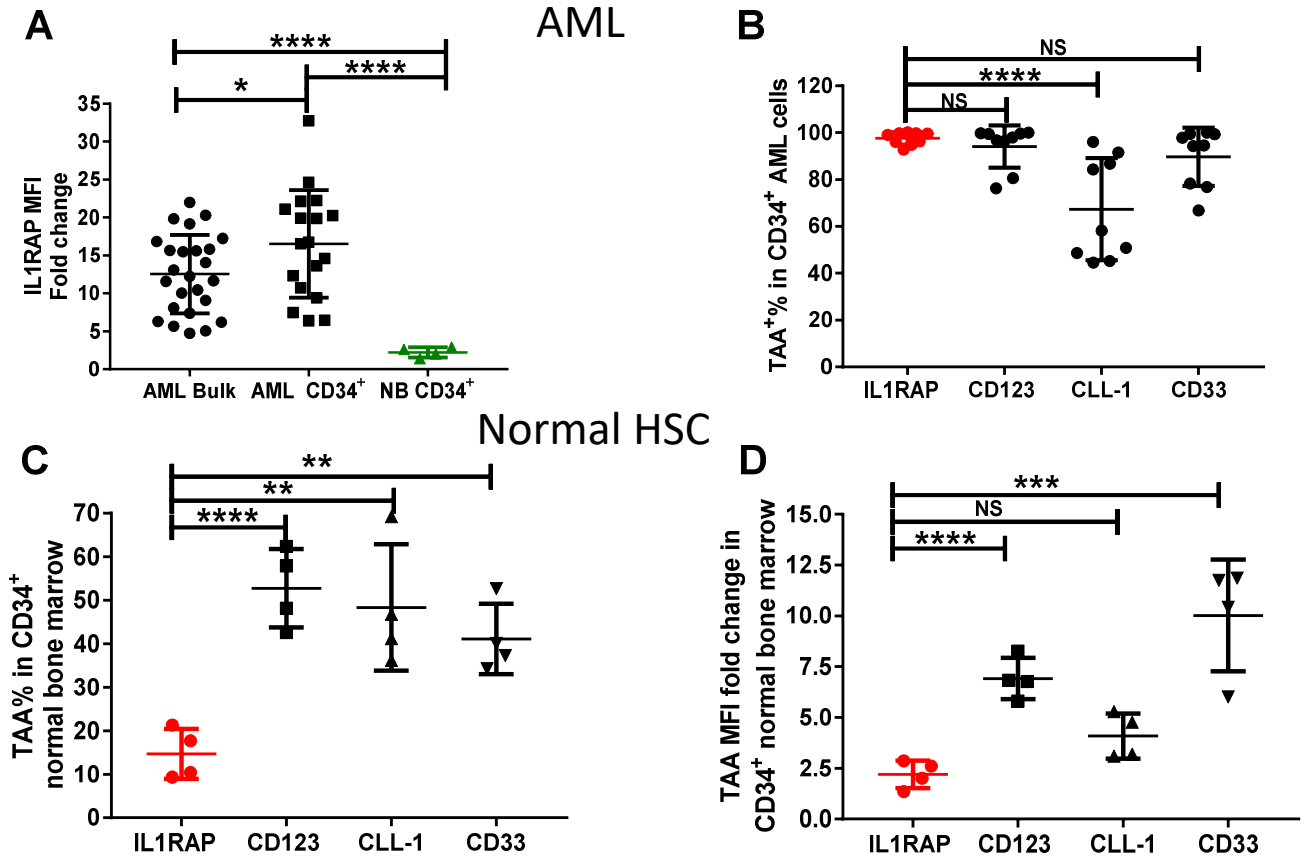 A
AML
****
****
*
IL1RAP MFI
Fold change
35
30
25
20
15
10
5
0
AML Bulk
AML CD34⁺
NB CD34⁺
B
NS
****
NS
TAA⁺% in CD34⁺ AML cells
120
100
80
60
40
20
0
IL1RAP
CD123
CLL-1
CD33
Normal HSC
C
**
**
****
TAA% in CD34⁺
normal bone marrow
70
60
50
40
30
20
10
0
IL1RAP
CD123
CLL-1
CD33
D
***
NS
****
TAA MFI fold change in
CD34⁺ normal bone marrow
15.0
12.5
10.0
7.5
5.0
2.5
0.0
IL1RAP
CD123
CLL-1
CD33